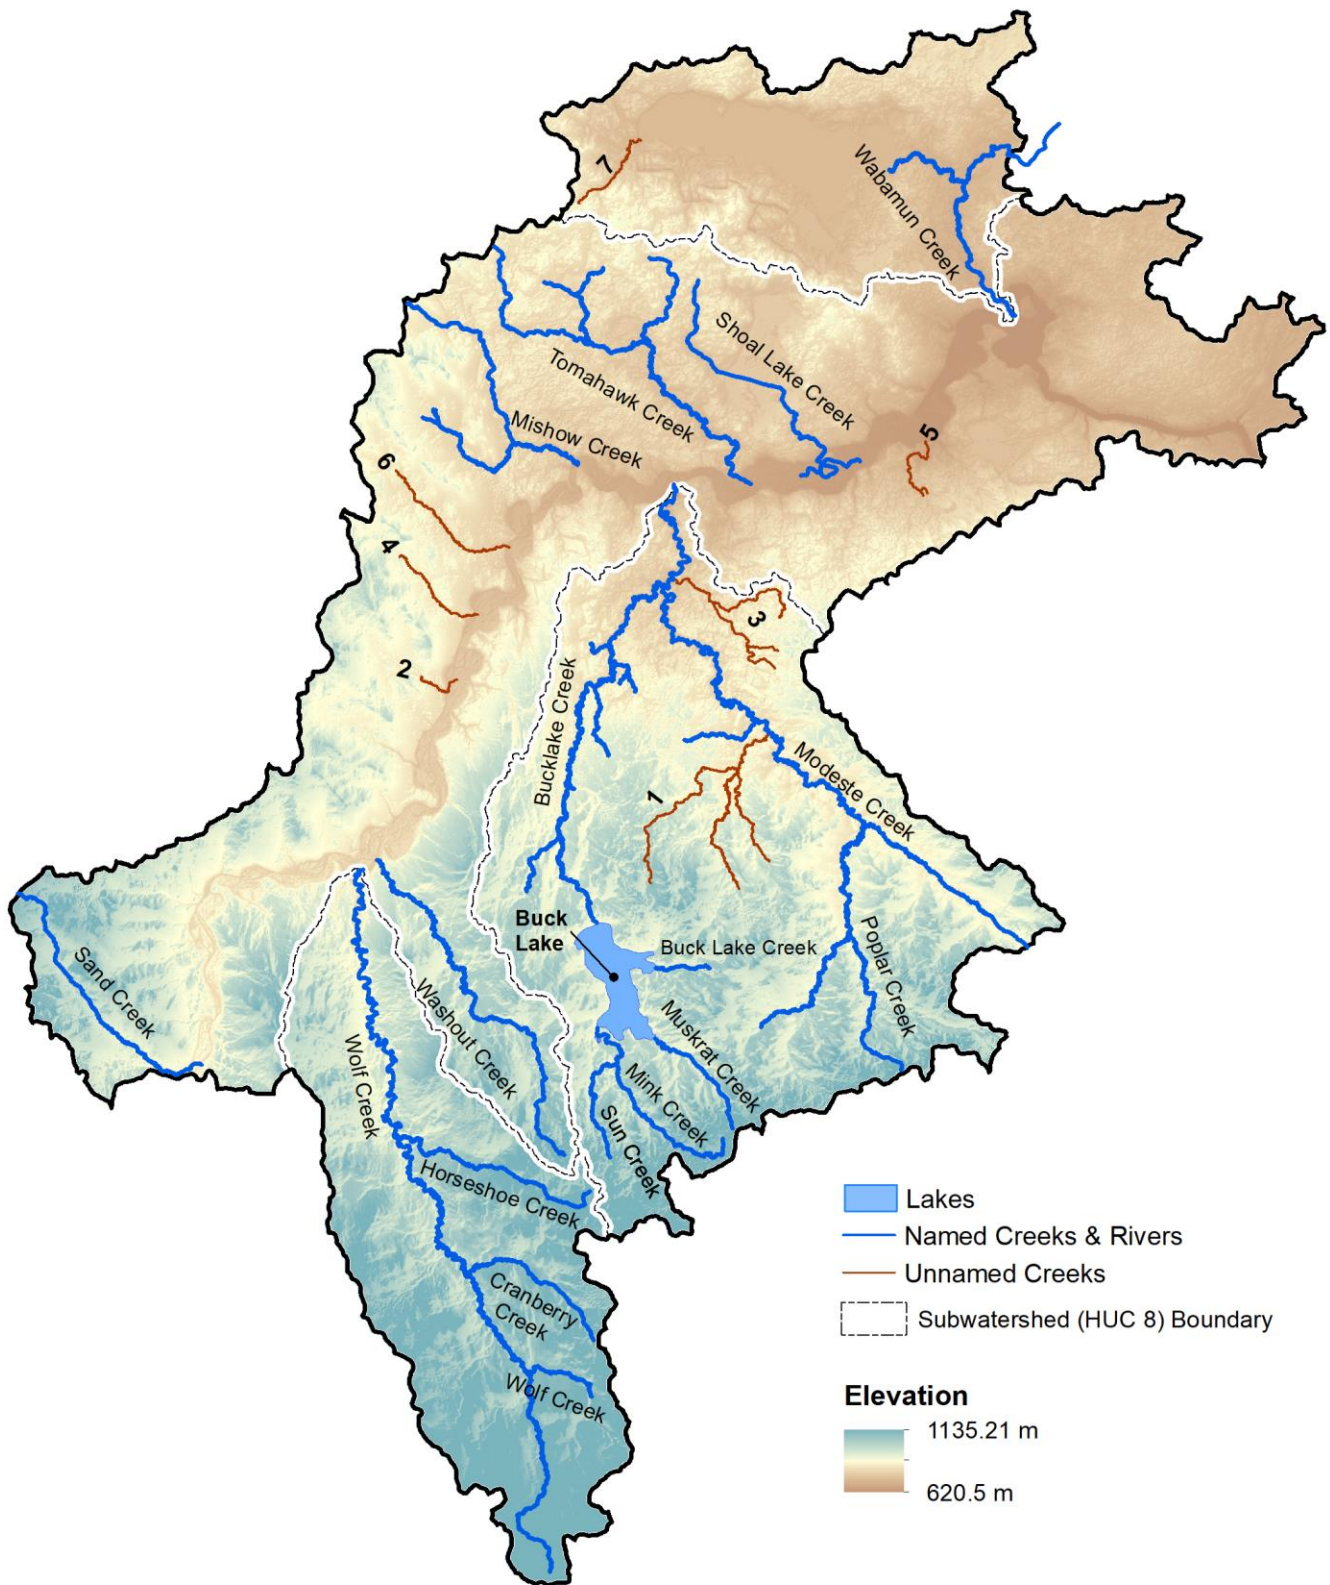 7
Wabamun Creek
Shoal Lake Creek
Tomahawk Creek
Mishow Creek
5
6
4
3
2
Bucklake Creek
Modeste Creek
1
Buck
Lake
Buck Lake Creek
Poplar Creek
Sand Creek
Washout Creek
Muskrat Creek
Wolf Creek
Mink Creek
Sun Creek
Horseshoe Creek
Cranberry
Creek
Wolf Creek
Lakes
Named Creeks & Rivers
Unnamed Creeks
Subwatershed (HUC 8) Boundary
Elevation
1135.21 m
620.5 m